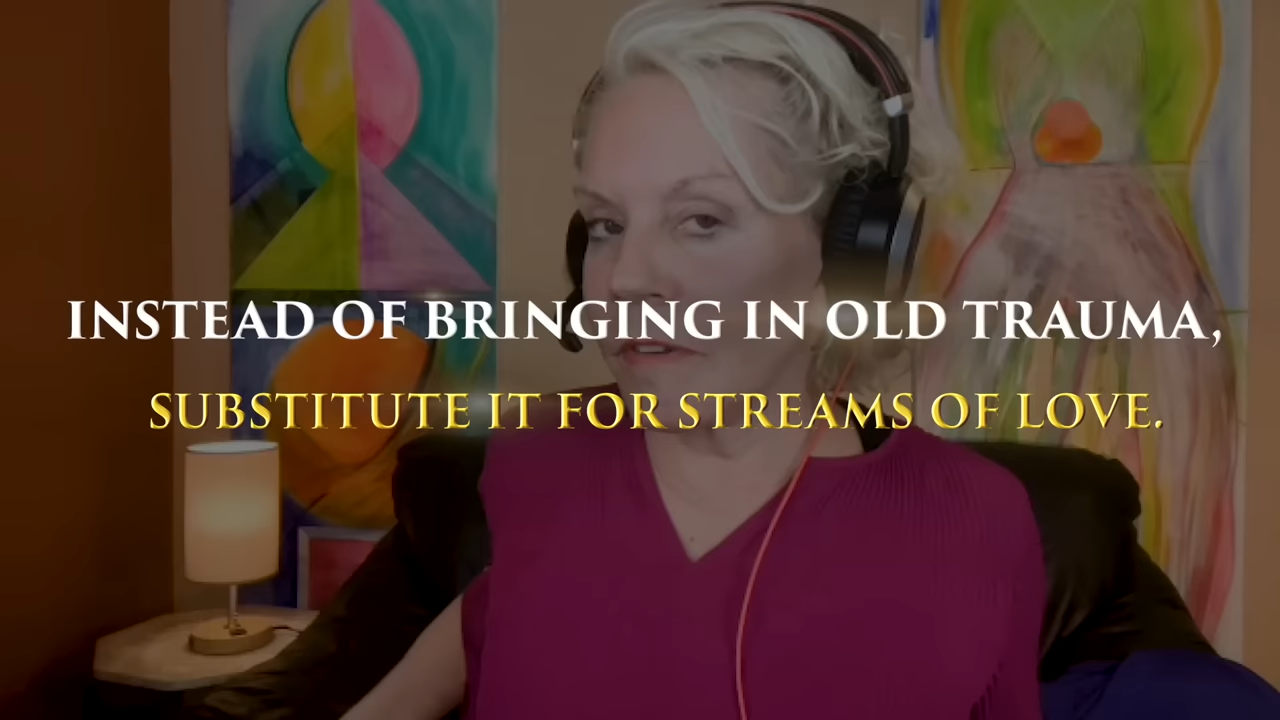 INSTEAD OF BRINGING IN OLD TRAUMA,
SUBSTITUTE IT FOR STREAMS OF LOVE.